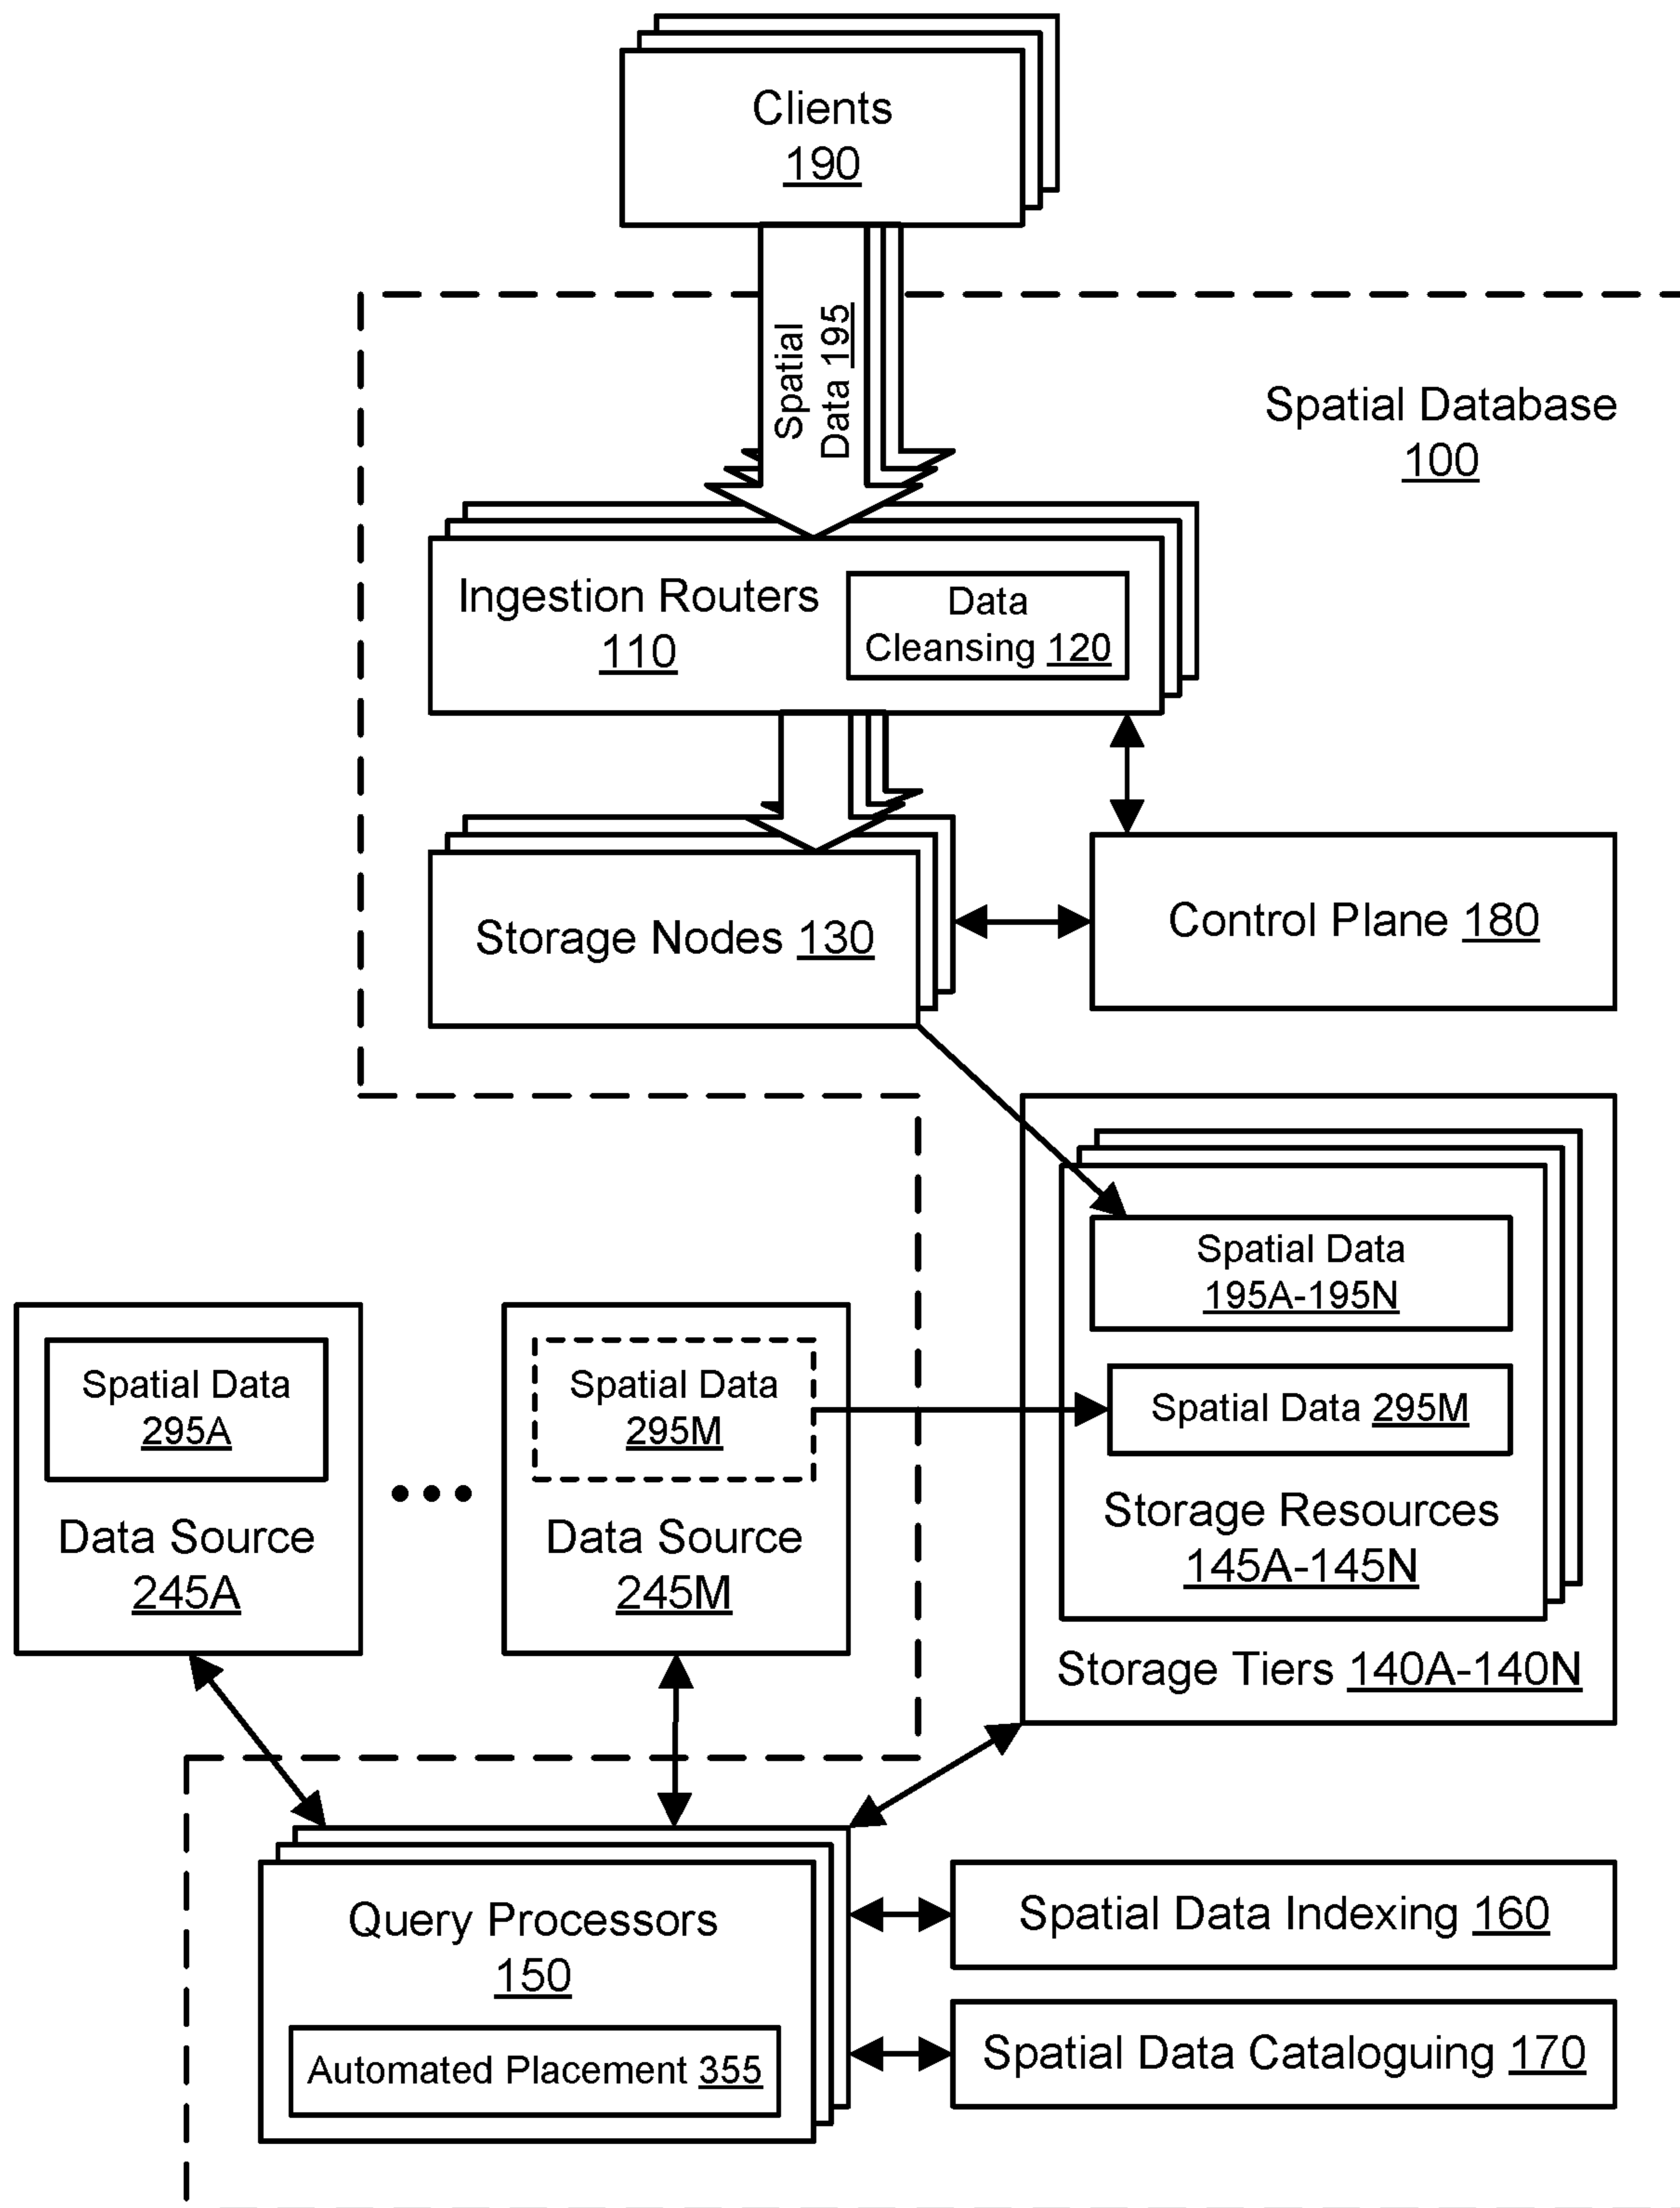 Clients
190
Spatial
Data 195
Spatial Database
100
Ingestion Routers
110
Data
Cleansing 120
Storage Nodes 130
Control Plane 180
Spatial Data
195A-195N
Spatial Data 295M
Storage Resources
145A-145N
Storage Tiers 140A-140N
Spatial Data
295A
Data Source
245A
Spatial Data
295M
Data Source
245M
Query Processors
150
Automated Placement 355
Spatial Data Indexing 160
Spatial Data Cataloguing 170